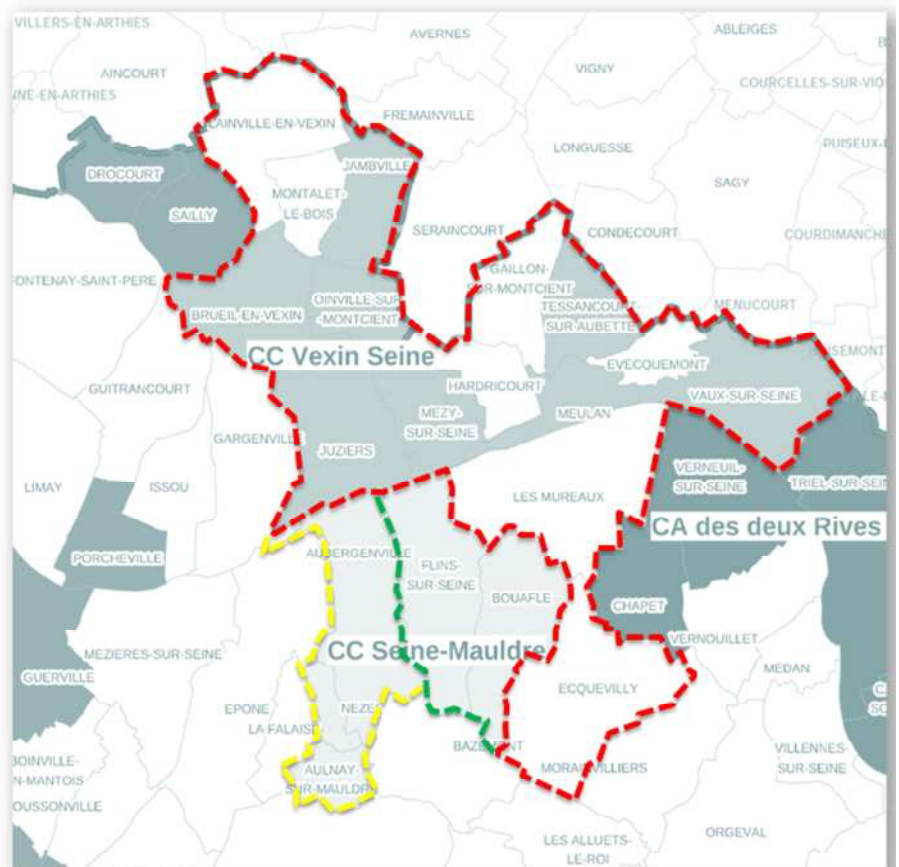 VILLERS-EN-ARTHIES
AVERNES
ABLEIGES
AINCOURT
VIGNY
COURCELLES-SUR-VIO
NE-EN-ARTHIES
LAINVILLE-EN-VEXIN
FREMAINVILLE
PUISEUX-
LONGUESSE
DROCOURT
JAMBVILLE
SAGY
MONTALET-
LE-BOIS
SAILLY
SERAINCOURT
CONDECOURT
COURDIMANCHE
GAILLON-
SUR-MONTCIENT
FONTENAY-SAINT-PERE
OINVILLE-SUR
-MONTCIENT
TESSANCOURT-
SUR-AUBETTE
MENUCOURT
BRUEIL-EN-VEXIN
CC Vexin Seine
EVECQUEMONT
GUITRANCOURT
HARDRICOURT
VAUX-SUR-SEINE
MEZY-
SUR-SEINE
MEULAN
GARGENVILLE
JUZIERS
VERNEUIL-
SUR-SEINE
TRIEL-SUR-SEIN
LIMAY
ISSOU
LES MUREAUX
CA des deux Rives
PORCHEVILLE
AUBERGENVILLE
FLINS-
SUR-SEINE
BOUAFLE
CHAPET
VERNOUILLET
CC Seine-Mauldre
MEZIERES-SUR-SEINE
MEDAN
GUERVILLE
ECQUEVILLY
EPONE
NEZEL
LA FALAISE
BAZEMONT
VILLENNES-
SUR-SEINE
AULNAY-
SUR-MAULDRE
MORAINVILLIERS
BOINVILLE-
N-MANTOIS
OUSSONVILLE
ORGEVAL
LES ALLUETS-
LE-ROI